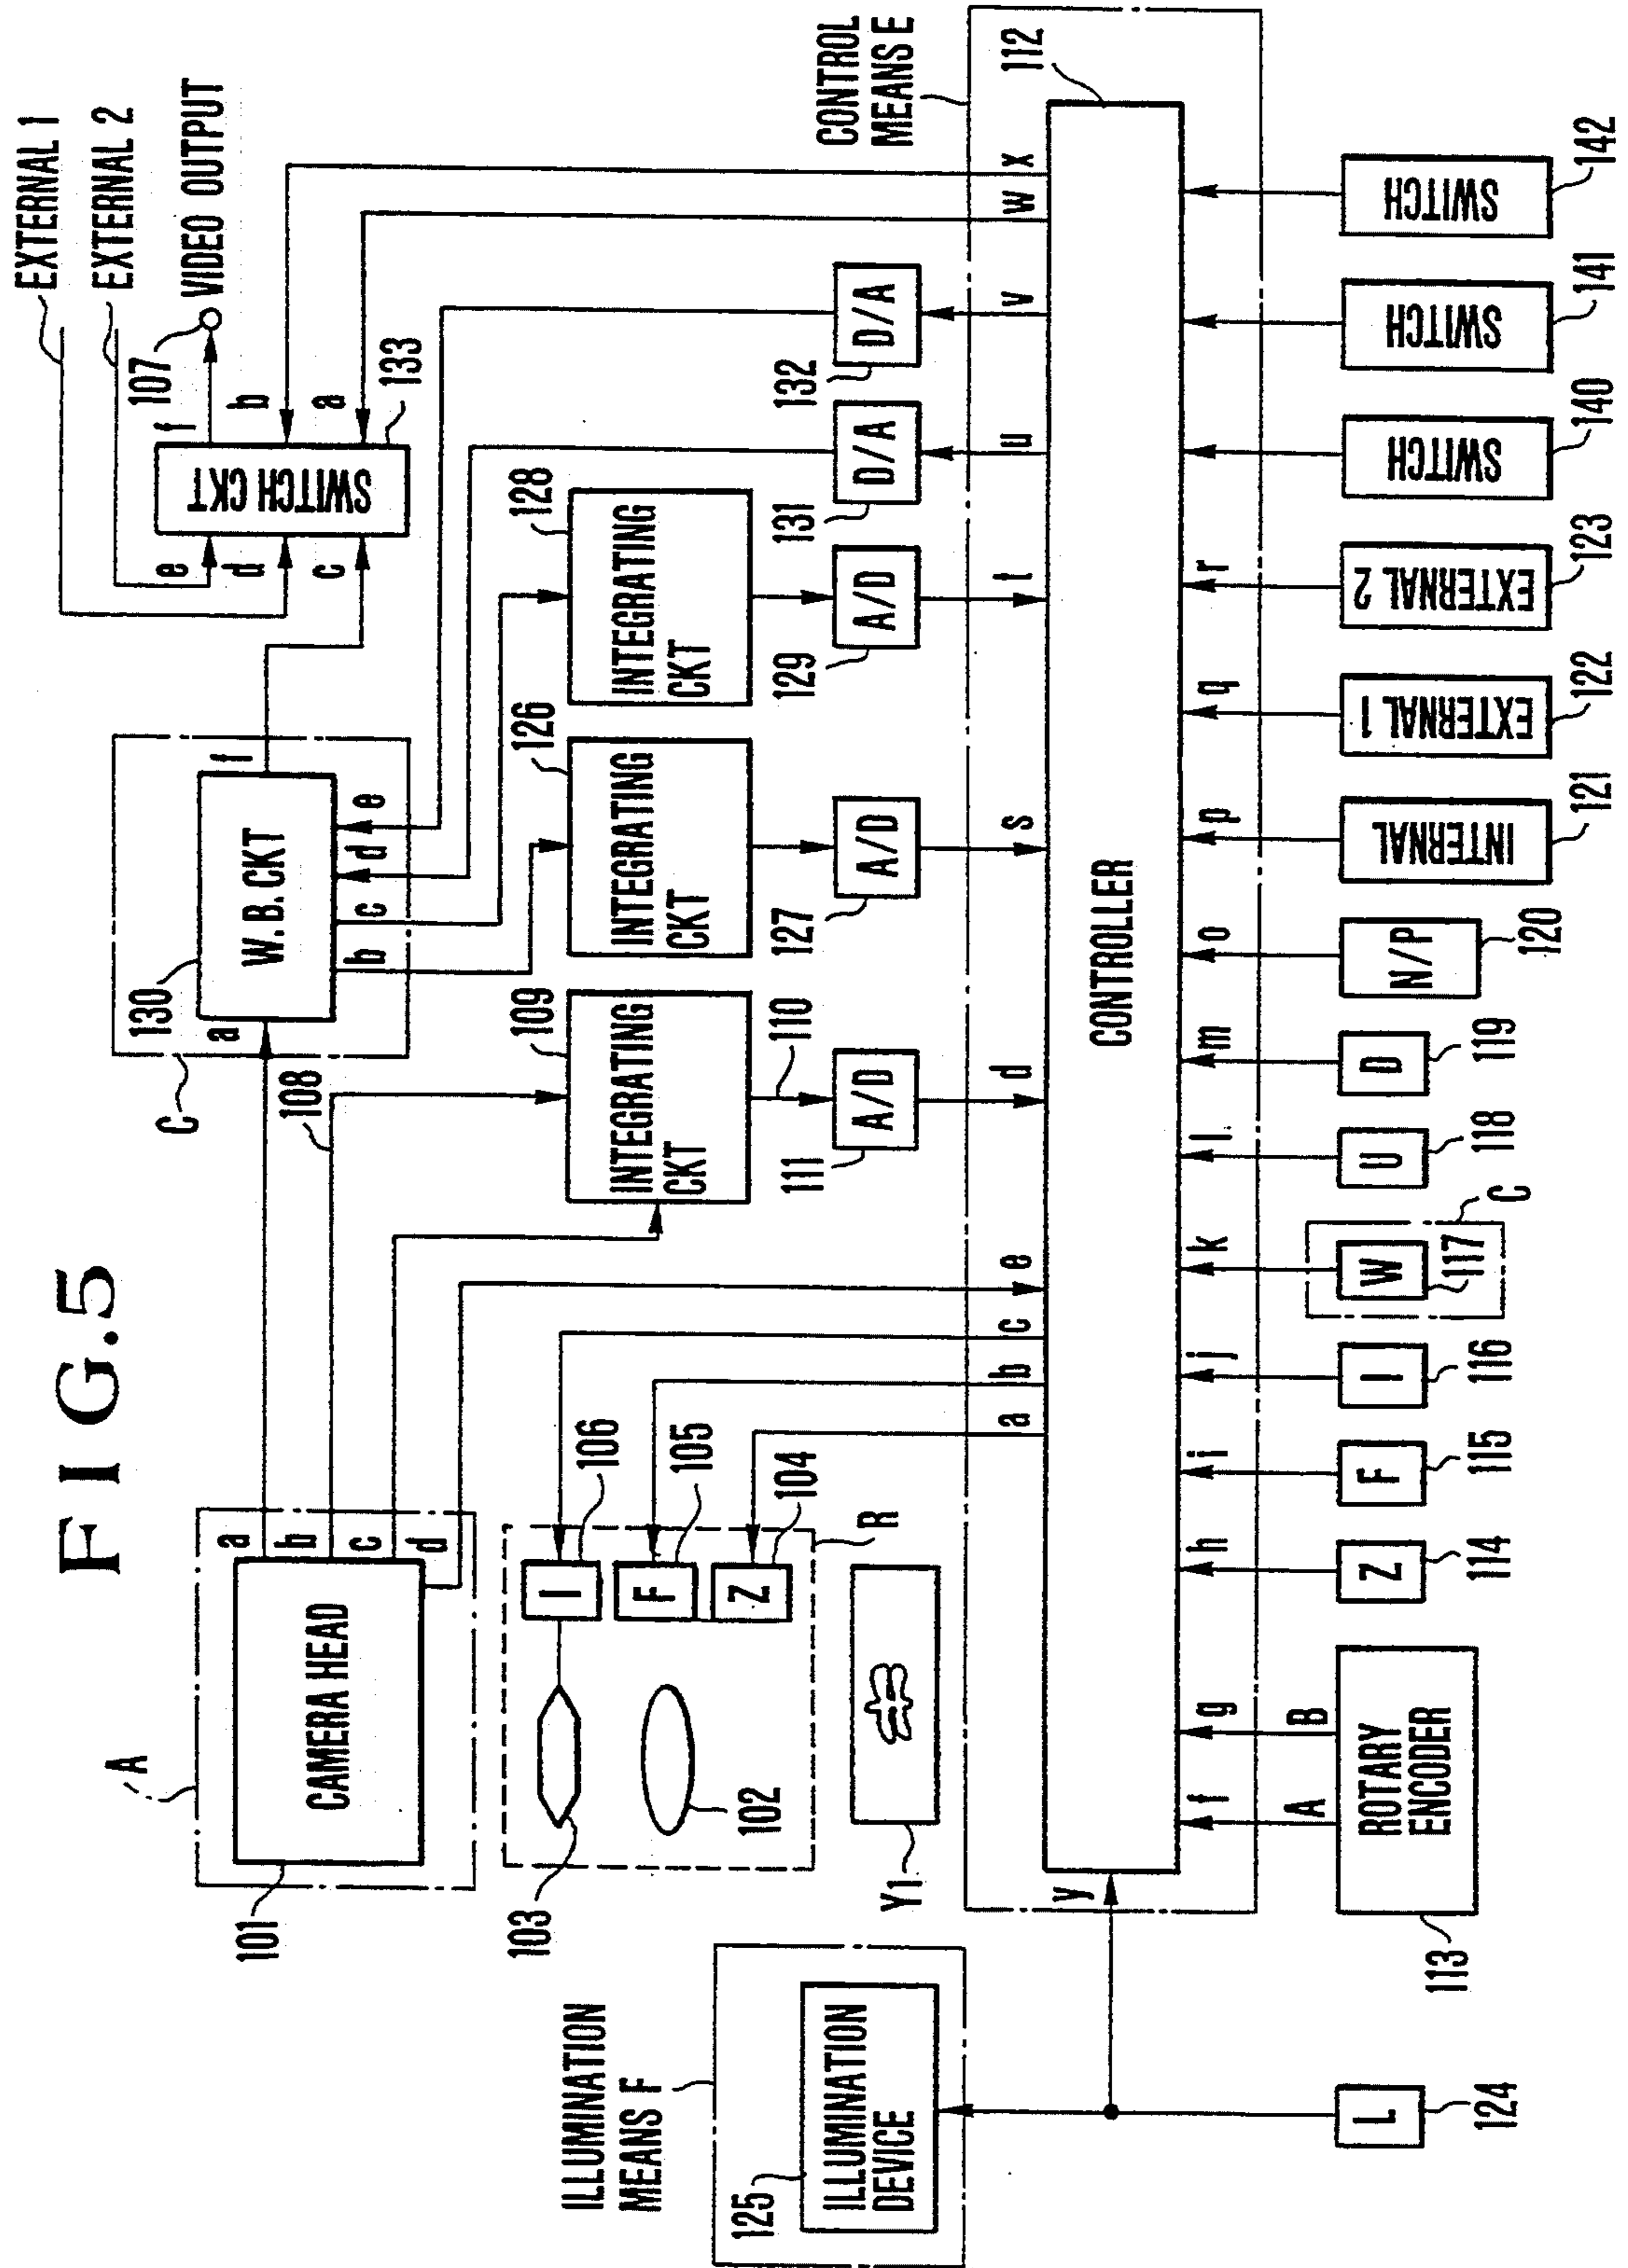 FIG.5
EXTERNAL 1
EXTERNAL 2
VIDEO OUTPUT
107
A
101
CAMERA HEAD
a
b
c
d
C
130
W.B. CKT
a
b
c
d
e
f
108
SWITCH CKT
133
e
d
c
f
b
a
103
102
I
106
F
105
Z
104
R
Y1
INTEGRATING
CKT
109
110
A/D
111
INTEGRATING
CKT
126
A/D
127
INTEGRATING
CKT
128
A/D
129
D/A
131
D/A
132
CONTROL
MEANS E
112
CONTROLLER
y
a
b
c
e
d
s
t
u
v
w
x
f
g
h
i
j
k
l
m
o
p
q
r
ILLUMINATION
MEANS F
125
ILLUMINATION
DEVICE
L
124
A
B
ROTARY
ENCODER
113
Z
114
F
115
I
116
W
117
C
U
118
D
119
N/P
120
INTERNAL
121
EXTERNAL 1
122
EXTERNAL 2
123
SWITCH
140
SWITCH
141
SWITCH
142